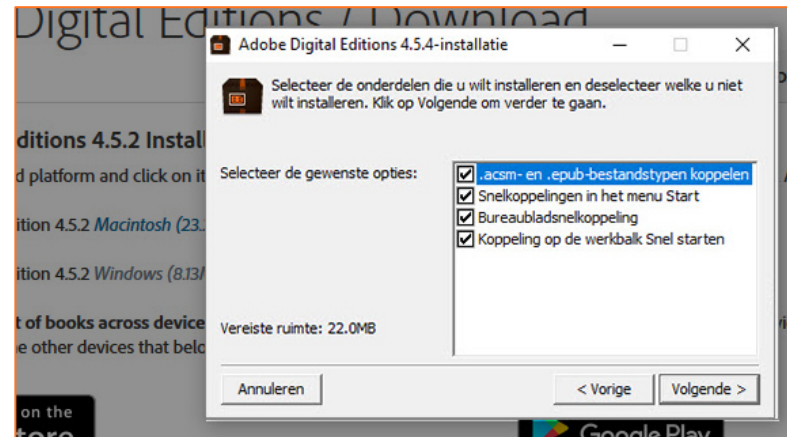 Digital Editions / Download
Adobe Digital Editions 4.5.4-installatie
Selecteer de onderdelen die u wilt installeren en deselecteer welke u niet
wilt installeren. Klik op Volgende om verder te gaan.
ditions 4.5.2 Instal
d platform and click on it
Selecteer de gewenste opties:
.acsm- en .epub-bestandstypen koppelen
Snelkoppelingen in het menu Start
Bureaubladsnelkoppeling
Koppeling op de werkbalk Snel starten
ition 4.5.2 Macintosh (23.
ition 4.5.2 Windows (8.13
t of books across device
e other devices that belo
Vereiste ruimte: 22.0MB
Annuleren
< Vorige
Volgende >
on the
Google Play